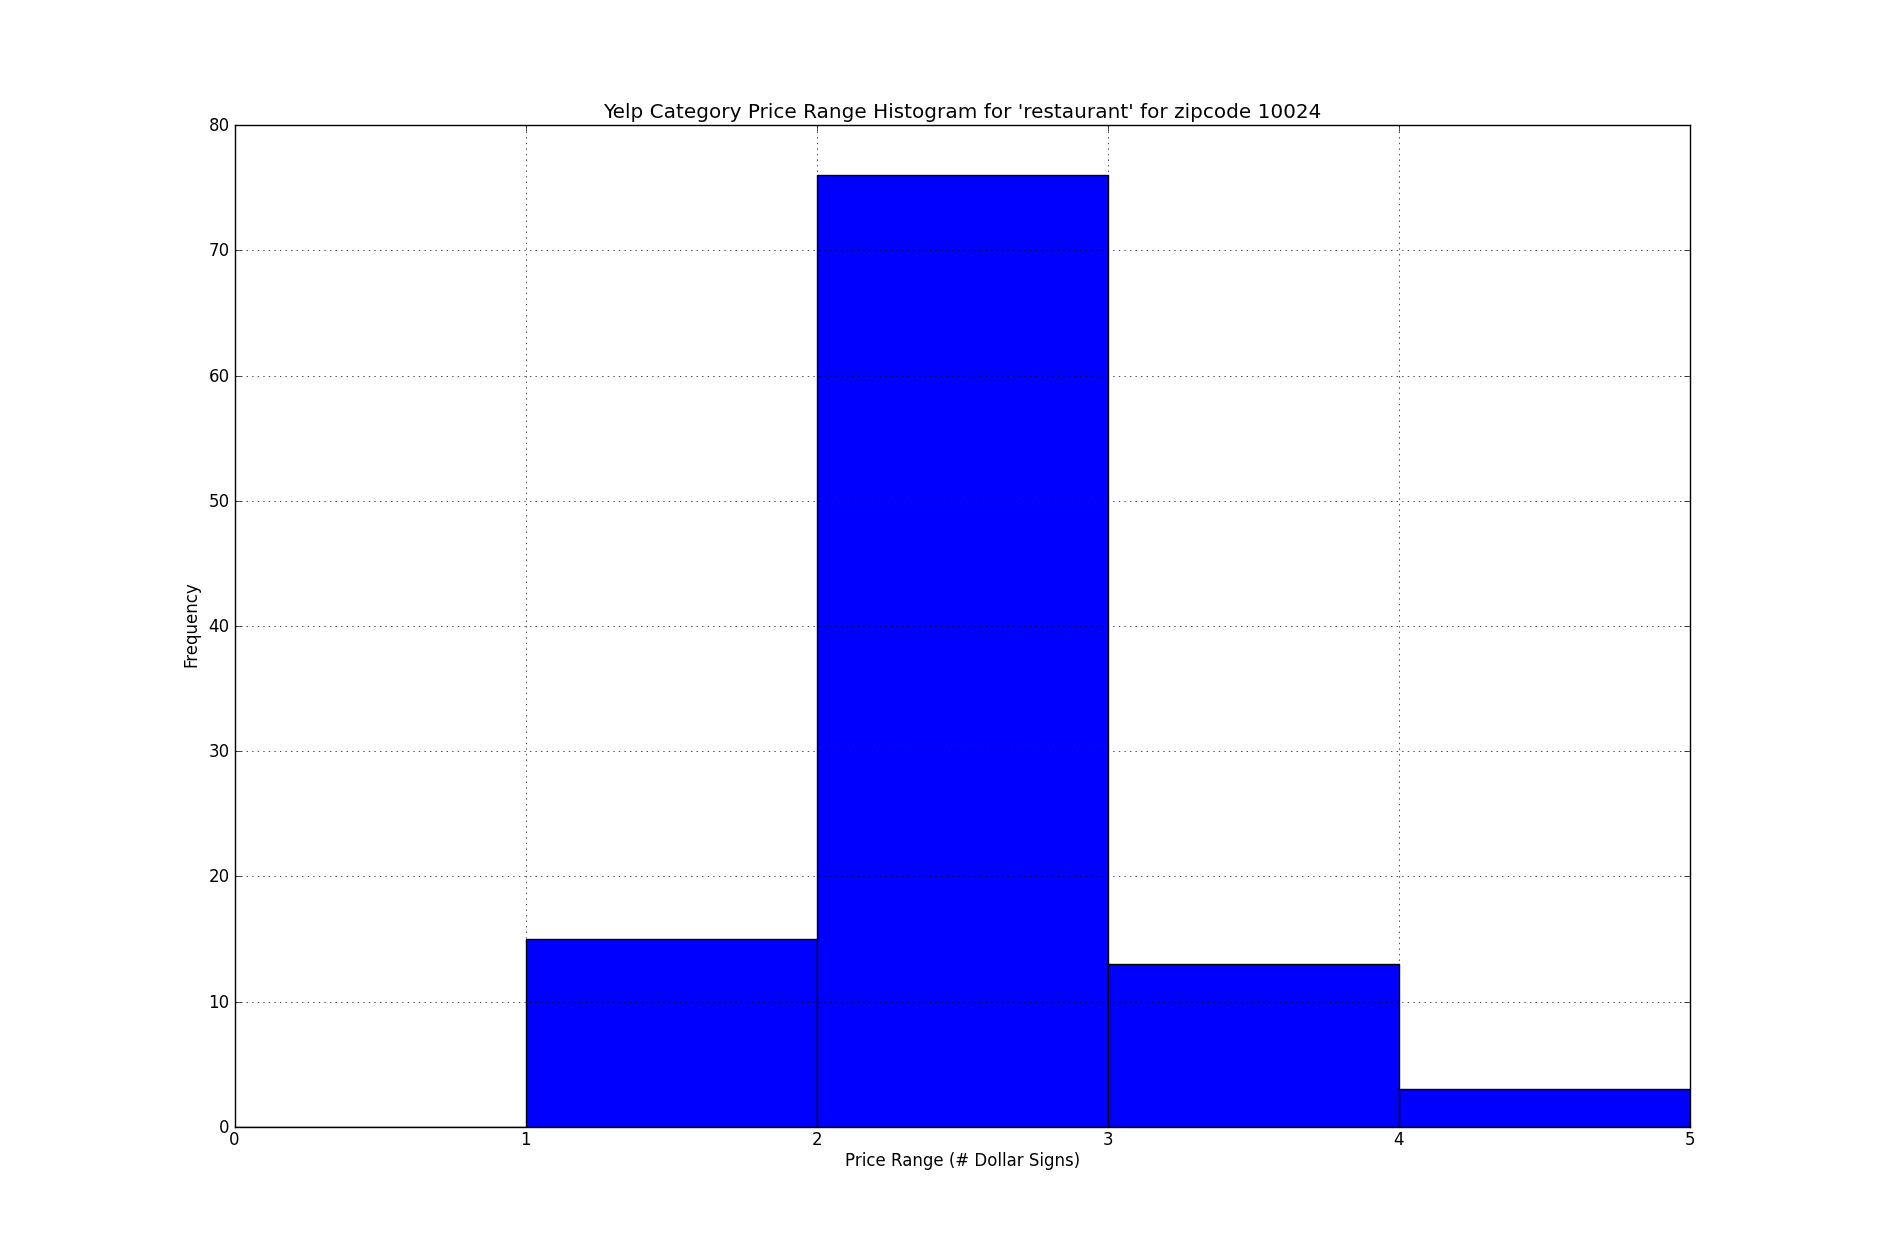 Yelp Category Price Range Histogram for 'restaurant' for zipcode 10024
80
70
60
50
40
30
20
10
0
Frequency
0 1 2 3 4 5
Price Range (# Dollar Signs)